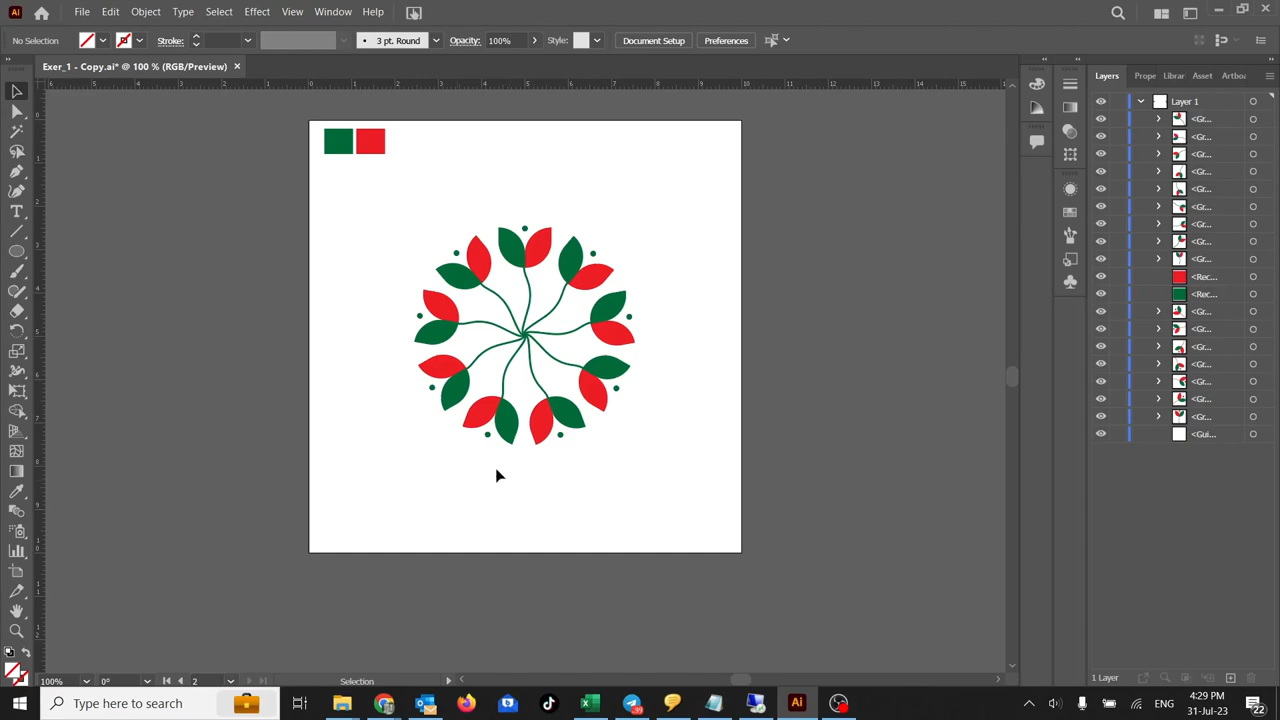 Ai File Edit Object Type Select Effect View Window Help
No Selection Stroke: 3 pt. Round Opacity: 100% Style: Document Setup Preferences
Exer_1 - Copy.ai* @ 100 % (RGB/Preview) ×
Layers Prope Librar Asset Artboa
Layer 1
<Gr...
<Gr...
<Gr...
<Gr...
<Gr...
<Gr...
<Gr...
<Gr...
<Gr...
<Rec...
<Rec...
<Gr...
<Gr...
<Gr...
<Gr...
<Gr...
<Gr...
<Gr...
<Gui...
1 Layer
100% 0° 2 Selection
Type here to search
39
Ai
ENG
4:29 PM
31-Jul-23
22